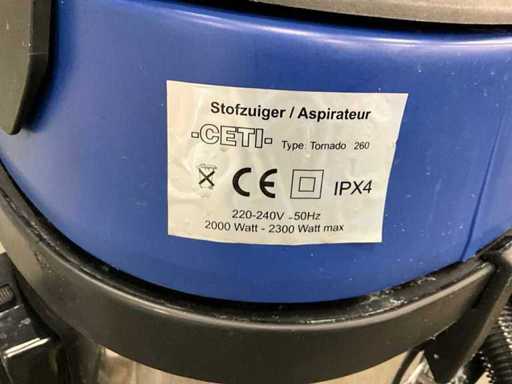 Stofzuiger / Aspirateur
-CETI- Type: Tornado 260
CE IPX4
220-240V -50Hz
2000 Watt - 2300 Watt max